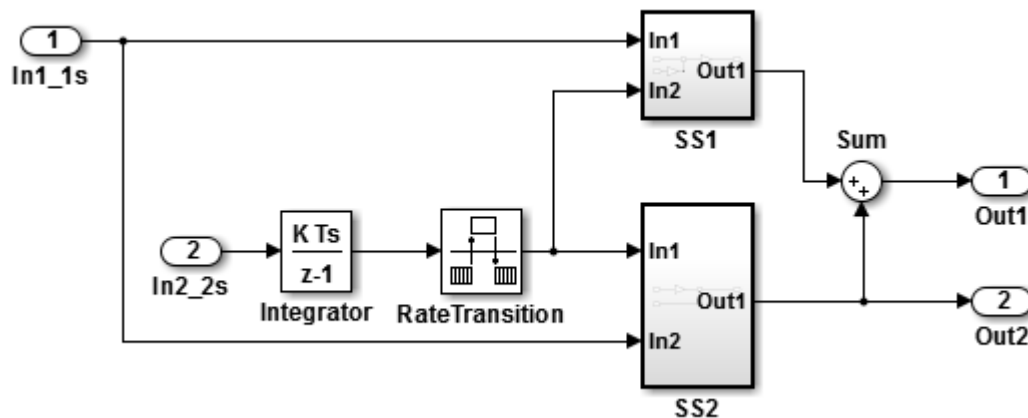 1
In1_1s
In1
Out1
In2
SS1
Sum
+
+
1
Out1
2
In2_2s
K Ts
z-1
Integrator
RateTransition
In1
Out1
In2
SS2
2
Out2